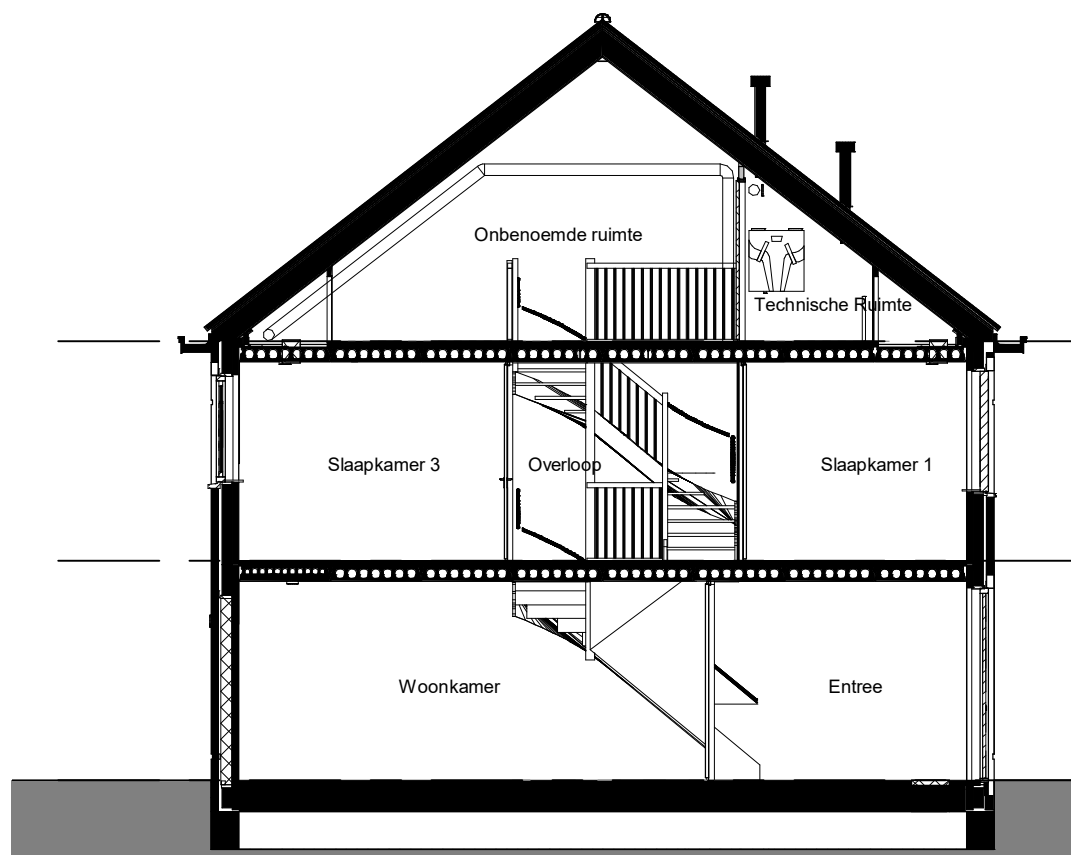 Onbenoemde ruimte
Technische Ruimte
Slaapkamer 3
Overloop
Slaapkamer 1
Woonkamer
Entree